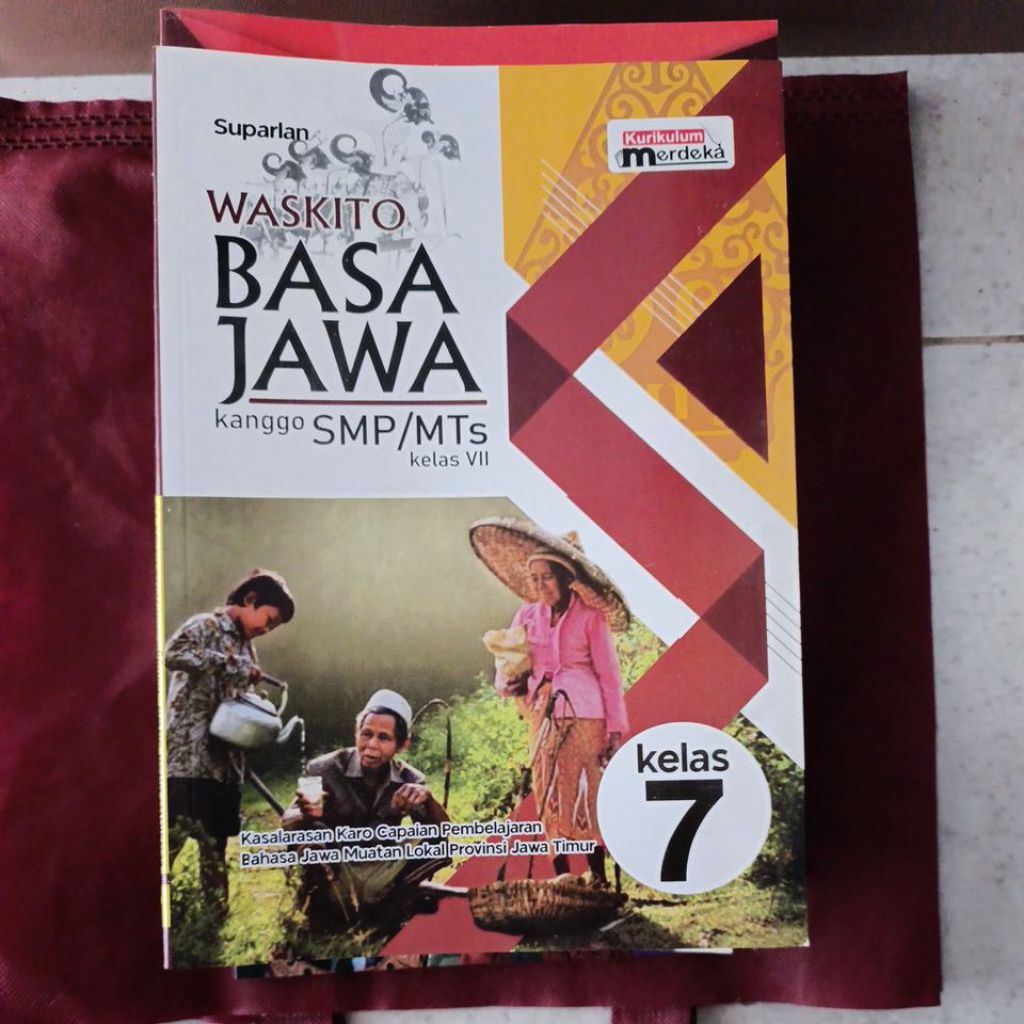 Suparlan
Kurikulum
merdeka
WASKITO
BASA
JAWA
kanggo SMP/MTs
kelas VII
kelas
7
Kasalarasan Karo Capaian Pembelajaran
Bahasa Jawa Muatan Lokal Provinsi Jawa Timur